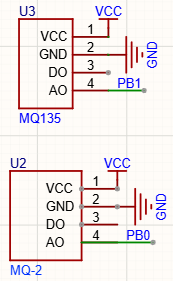 U3
VCC
VCC 1
GND 2
DO 3
AO 4
GND
PB1
MQ135
U2
VCC
VCC 1
GND 2
DO 3
AO 4
GND
PB0
MQ-2